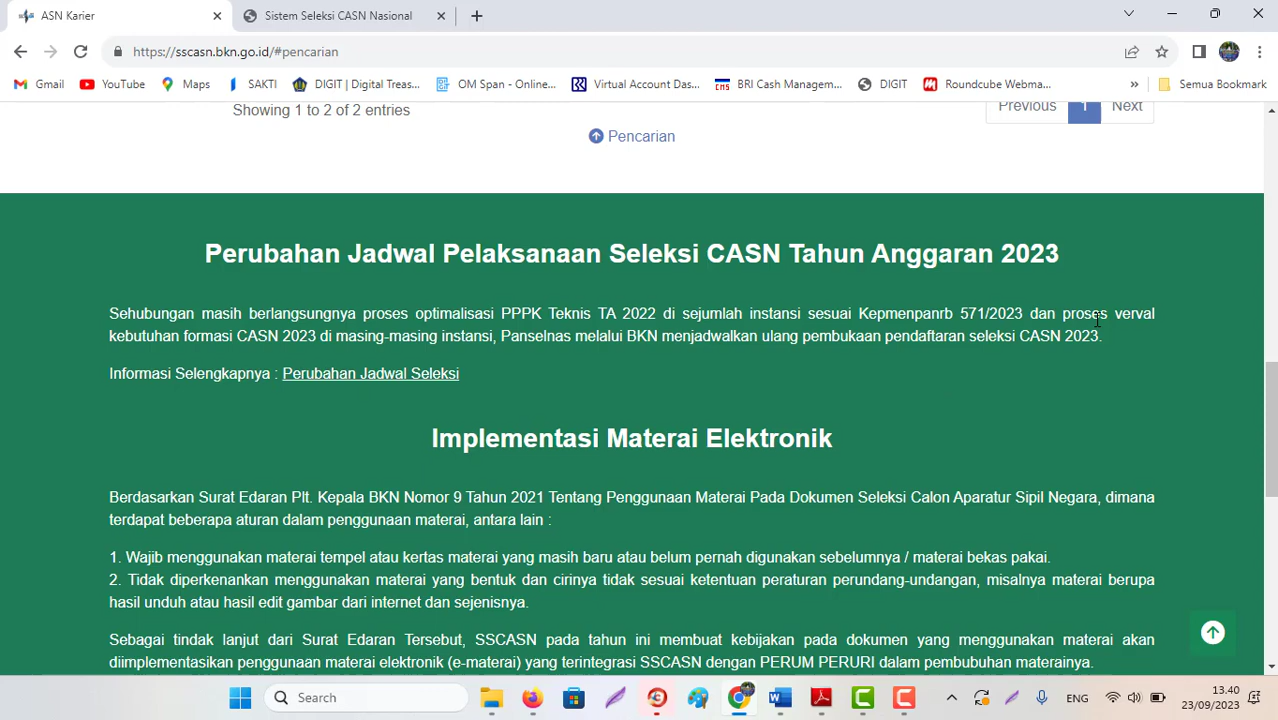 ASN Karier
Sistem Seleksi CASN Nasional
https://sscasn.bkn.go.id/#pencarian
Gmail
YouTube
Maps
SAKTI
DIGIT | Digital Treas...
OM Span - Online...
Virtual Account Das...
BRI Cash Managem...
DIGIT
Roundcube Webma...
»
Semua Bookmark
Showing 1 to 2 of 2 entries
Previous 1 Next
Pencarian
Perubahan Jadwal Pelaksanaan Seleksi CASN Tahun Anggaran 2023
Sehubungan masih berlangsungnya proses optimalisasi PPPK Teknis TA 2022 di sejumlah instansi sesuai Kepmenpanrb 571/2023 dan proses verval
kebutuhan formasi CASN 2023 di masing-masing instansi, Panselnas melalui BKN menjadwalkan ulang pembukaan pendaftaran seleksi CASN 2023.
Informasi Selengkapnya : Perubahan Jadwal Seleksi
Implementasi Materai Elektronik
Berdasarkan Surat Edaran Plt. Kepala BKN Nomor 9 Tahun 2021 Tentang Penggunaan Materai Pada Dokumen Seleksi Calon Aparatur Sipil Negara, dimana
terdapat beberapa aturan dalam penggunaan materai, antara lain :
1. Wajib menggunakan materai tempel atau kertas materai yang masih baru atau belum pernah digunakan sebelumnya / materai bekas pakai.
2. Tidak diperkenankan menggunakan materai yang bentuk dan cirinya tidak sesuai ketentuan peraturan perundang-undangan, misalnya materai berupa
hasil unduh atau hasil edit gambar dari internet dan sejenisnya.
Sebagai tindak lanjut dari Surat Edaran Tersebut, SSCASN pada tahun ini membuat kebijakan pada dokumen yang menggunakan materai akan
diimplementasikan penggunaan materai elektronik (e-materai) yang terintegrasi SSCASN dengan PERUM PERURI dalam pembubuhan materainya.
Search
ENG
13.40
23/09/2023